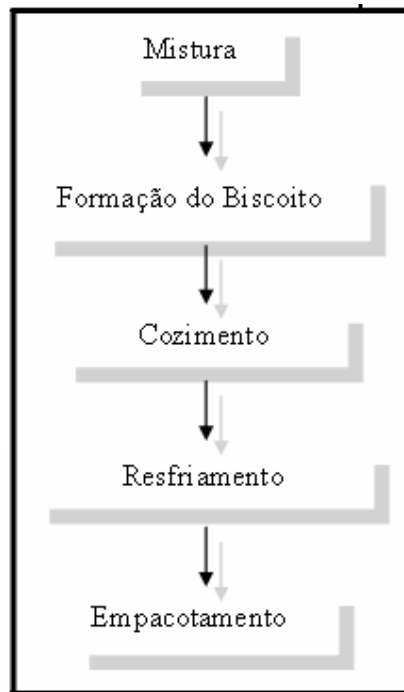 Mistura
Formação do Biscoito
Cozimento
Resfriamento
Empacotamento